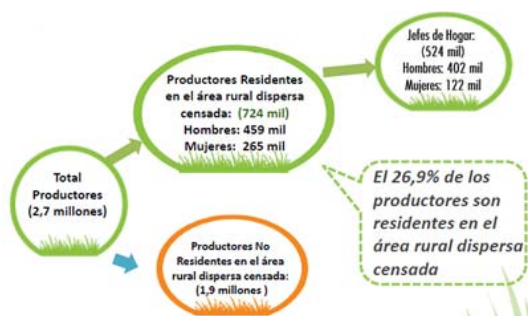 Jefes de Hogar:
(524 mil)
Hombres: 402 mil
Mujeres: 122 mil
Productores Residentes
en el área rural dispersa
censada: (724 mil)
Hombres: 459 mil
Mujeres: 265 mil
Total
Productores
(2,7 millones)
El 26,9% de los
productores son
residentes en el
área rural dispersa
censada
Productores No
Residentes en el área
rural dispersa censada:
(1,9 millones )